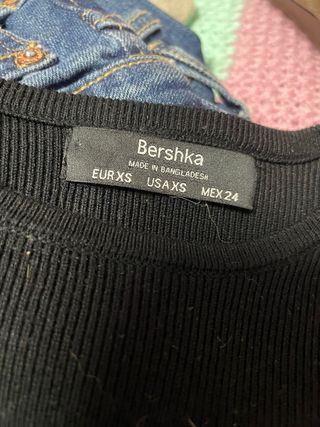 Bershka
MADE IN BANGLADESH
EUR XS USA XS MEX 24